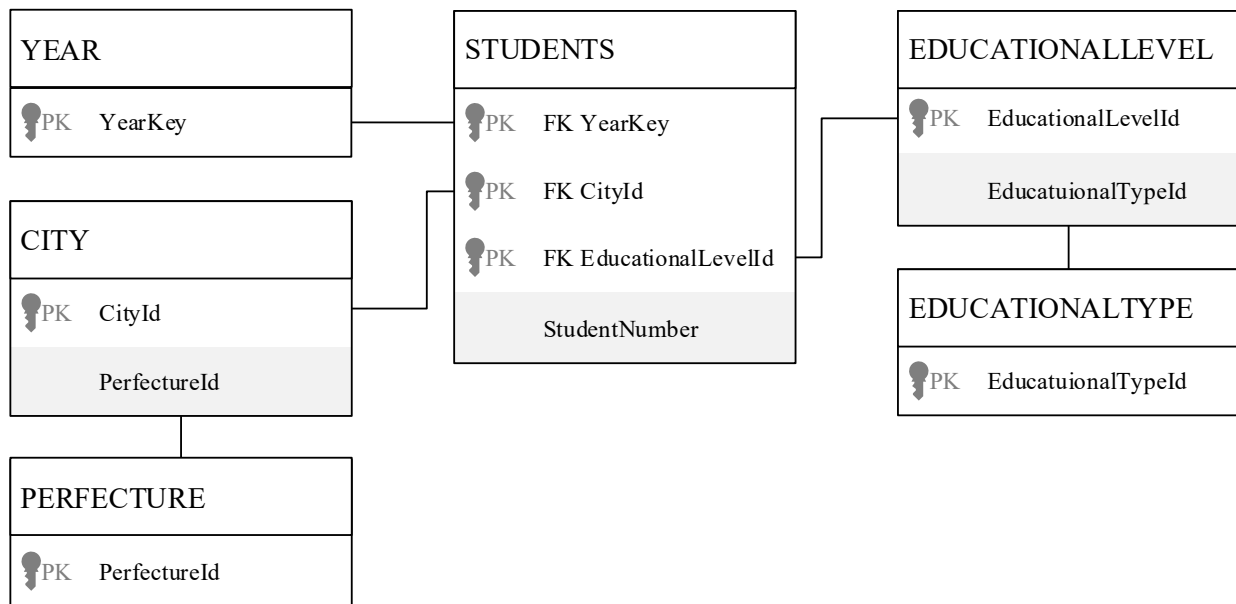 YEAR
PK YearKey
CITY
PK CityId
PerfectureId
PERFECTURE
PK PerfectureId
STUDENTS
PK FK YearKey
PK FK CityId
PK FK EducationalLevelId
StudentNumber
EDUCATIONALLEVEL
PK EducationalLevelId
EducatuionalTypeId
EDUCATIONALTYPE
PK EducatuionalTypeId